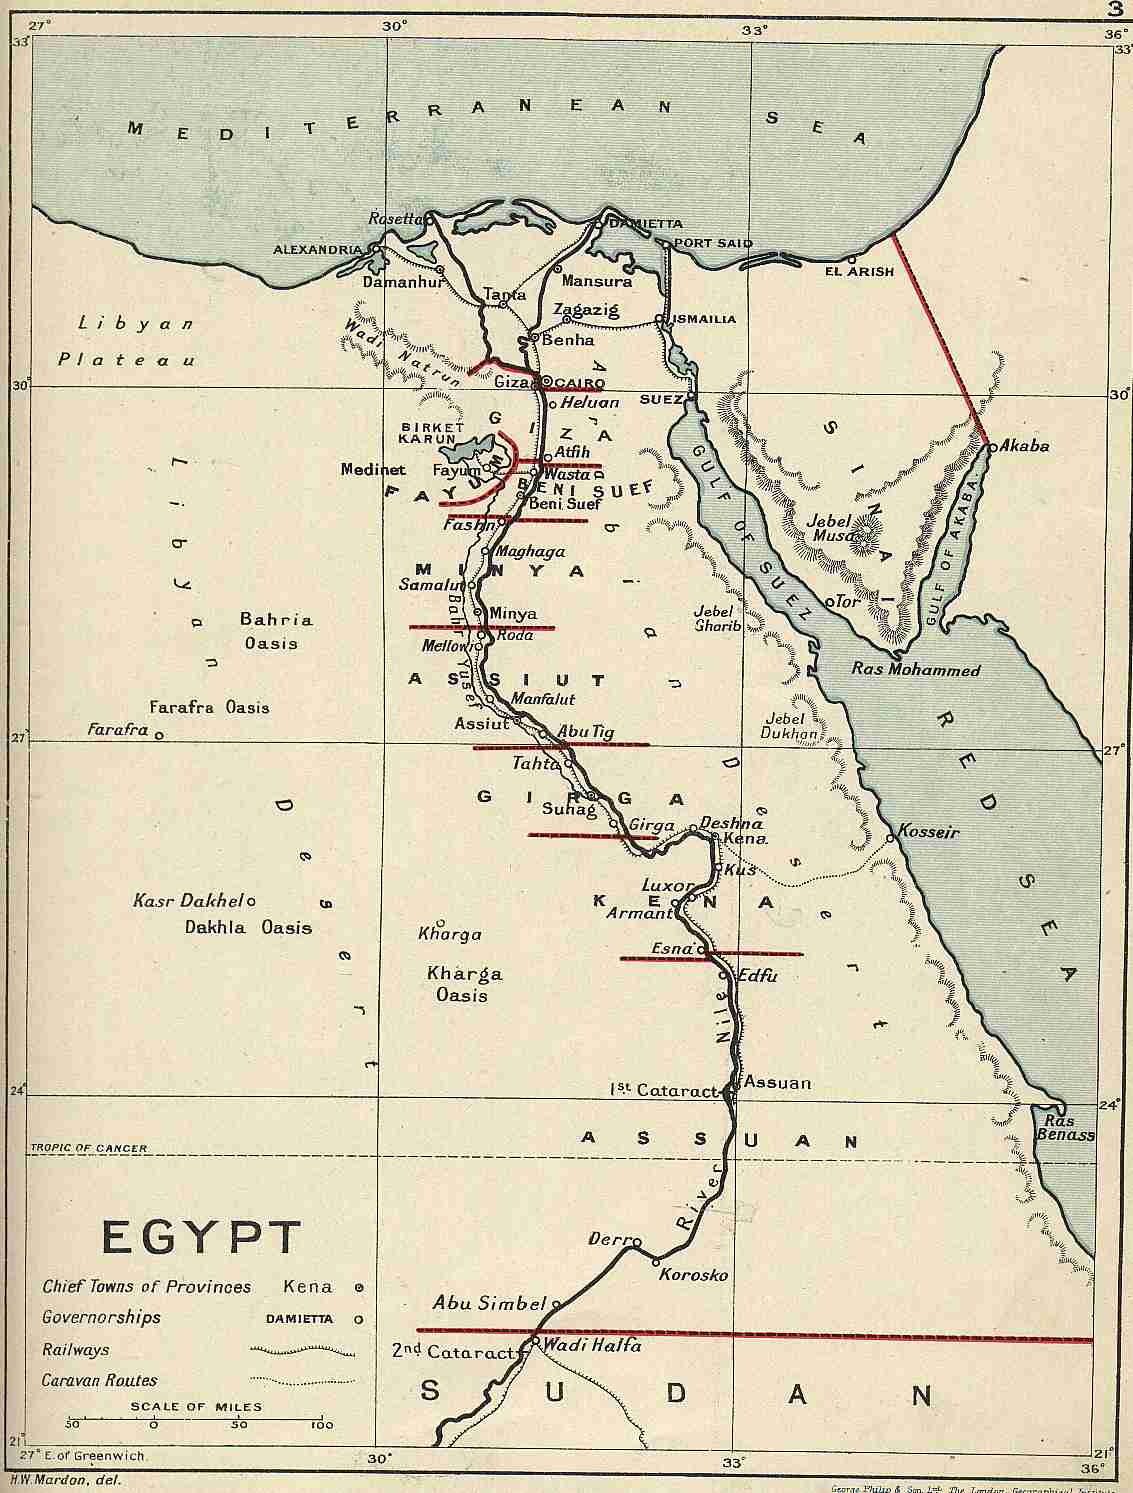 3
27° 30° 33° 36°
33° 33°
MEDITERRANEAN SEA
Rosetta
DAMIETTA
ALEXANDRIA
PORT SAID
EL ARISH
Damanhur
Mansura
Tanta
Zagazig
ISMAILIA
Libyan
Plateau
Wadi Natrun
Benha
30° 30°
Giza
CAIRO
SUEZ
Heluan
GIZA
BIRKET
KARUN
Atfih
Akaba
SINAI
Medinet Fayum
Wasta
FAYUM
BENI SUEF
Beni Suef
Fashn
GULF OF SUEZ
GULF OF AKABA
Jebel
Musa
Maghaga
MINYA
Samalut
Bahr Yusef
Minya
Tor
Jebel
Gharib
Bahria
Oasis
Roda
Mellowi
Ras Mohammed
ASSIUT
Manfalut
Farafra Oasis
Farafra
Assiut
Abu Tig
Jebel
Dukhan
27° 27°
Libyan Desert
Arabian Desert
RED SEA
Tahta
GIRGA
Suhag
Girga
Deshna
Kena
Kosseir
Kus
Luxor
KENA
Armant
Kasr Dakhel
Dakhla Oasis
Kharga
Kharga
Oasis
Esna
Edfu
River Nile
Assuan
1st Cataract
24° 24°
Ras
Benass
ASSUAN
TROPIC OF CANCER
Derr
Korosko
Abu Simbel
Wadi Halfa
2nd Cataract
SUDAN
EGYPT
Chief Towns of Provinces Kena
Governorships DAMIETTA
Railways
Caravan Routes
SCALE OF MILES
50 0 50 100
21° 21°
27° E. of Greenwich. 30° 33° 36°
H.W. Mardon, del.
George Philip & Son, Ltd. The London Geographical Institute